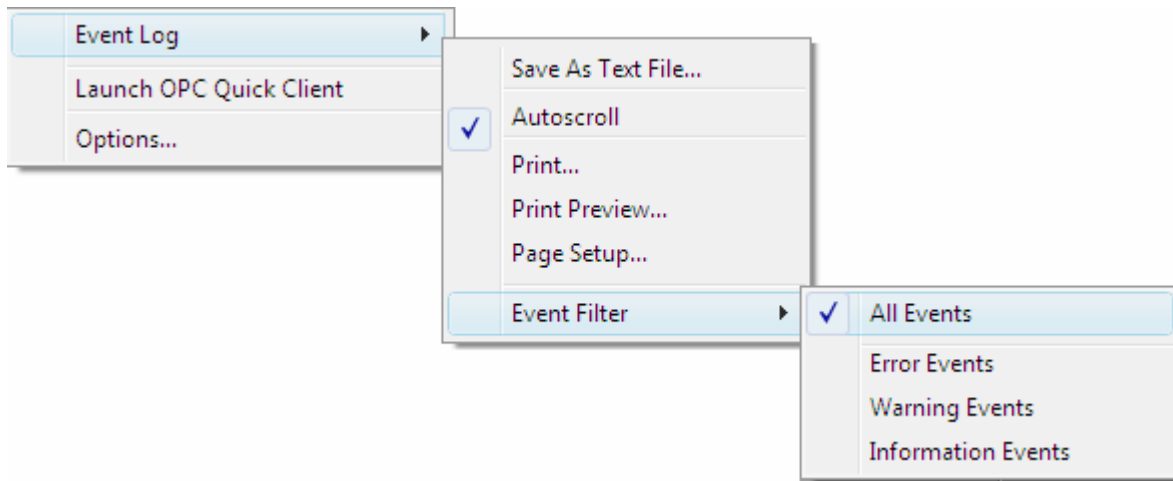 Event Log
Launch OPC Quick Client
Options...
Save As Text File...
Autoscroll
Print...
Print Preview...
Page Setup...
Event Filter
All Events
Error Events
Warning Events
Information Events